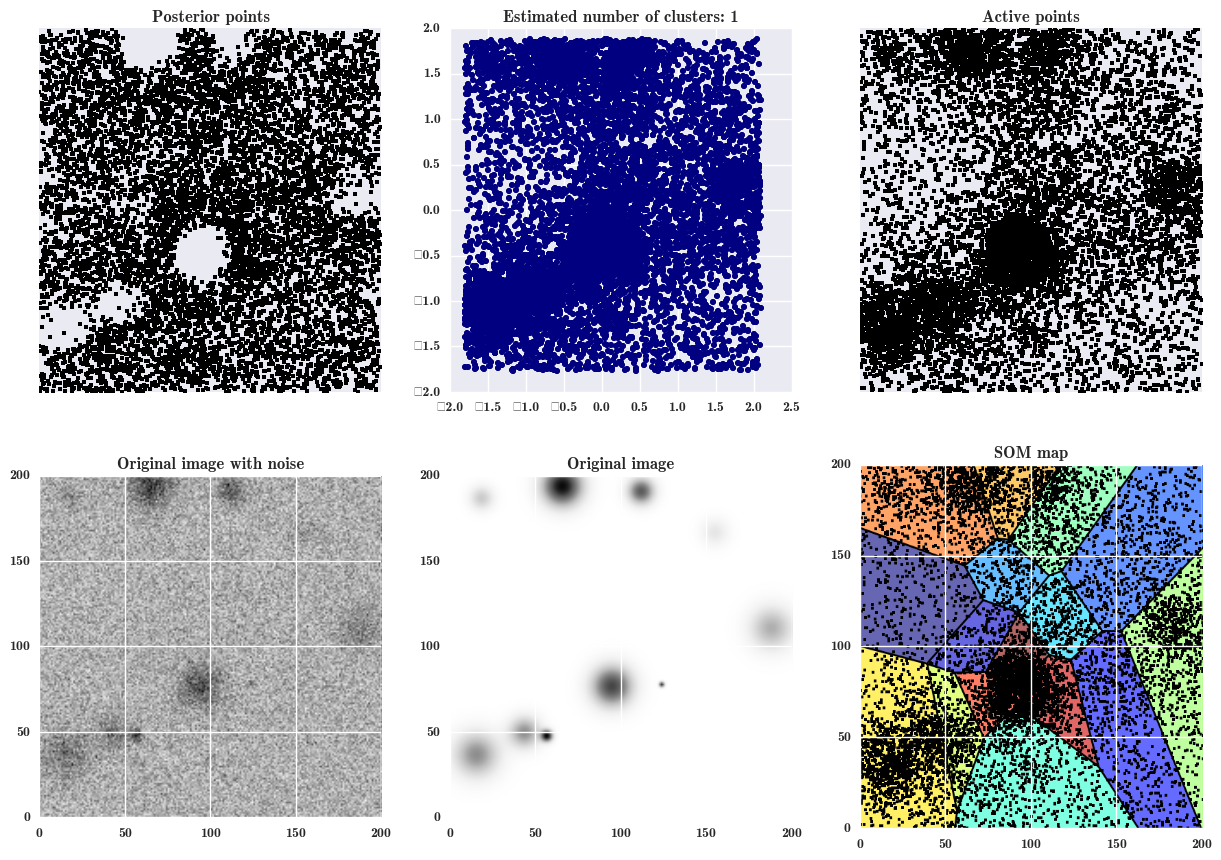 Posterior points
Estimated number of clusters: 1
Active points
2.0
1.5
1.0
0.5
0.0
□0.5
□1.0
□1.5
□2.0
□2.0 □1.5 □1.0 □0.5 0.0 0.5 1.0 1.5 2.0 2.5
Original image with noise
Original image
SOM map
200
150
100
50
0
0 50 100 150 200
200
150
100
50
0
0 50 100 150 200
200
150
100
50
0
0 50 100 150 200